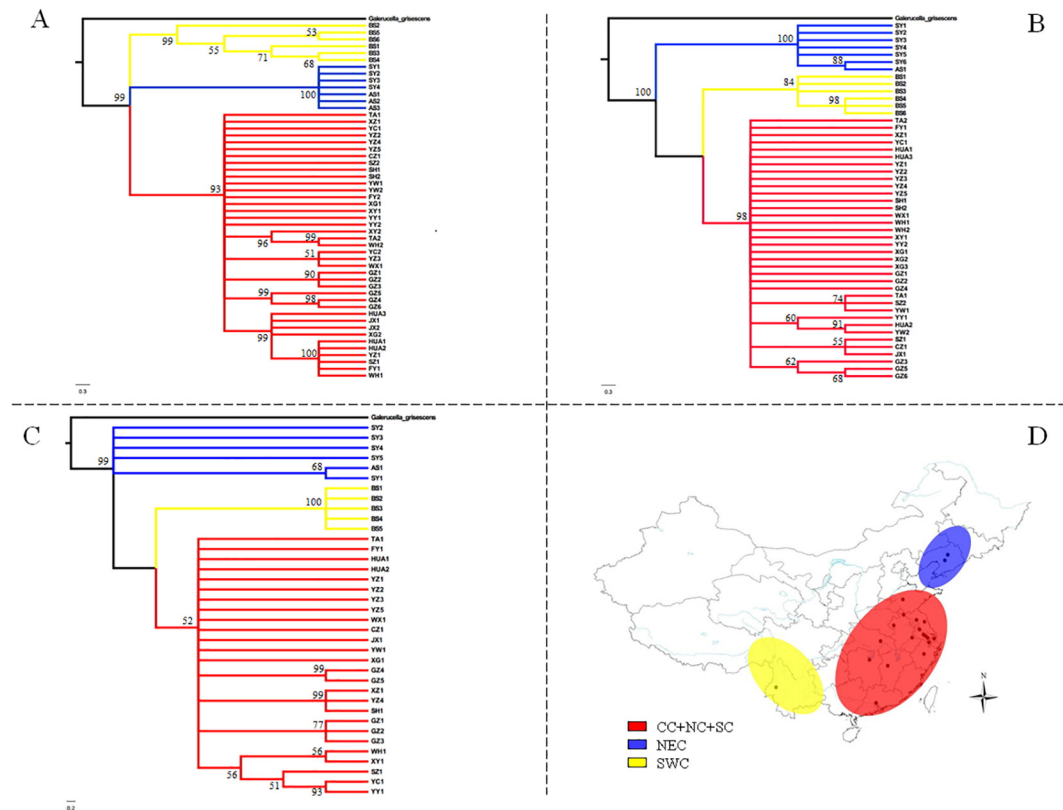 A
Galerucella_grisescens
BS2
BS5
BS6
BS1
BS3
BS4
SY1
SY2
SY3
SY4
AS1
AS2
AS3
TA1
XZ1
YC1
YZ2
YZ4
YZ5
CZ1
SZ2
SH1
SH2
YW1
YW2
FY2
XG1
XY1
YY1
YY2
XY2
TA2
WH2
YC2
YZ3
WX1
GZ1
GZ2
GZ3
GZ5
GZ4
GZ6
HUA3
JX1
JX2
XG2
HUA1
HUA2
YZ1
SZ1
FY1
WH1
99
53
55
71
68
99
100
93
99
96
51
90
99
98
99
100
0.3
B
Galerucella_grisescens
SY1
SY2
SY3
SY4
SY5
SY6
AS1
BS1
BS2
BS3
BS4
BS5
BS6
TA2
FY1
XZ1
YC1
HUA1
HUA3
YZ1
YZ2
YZ3
YZ4
YZ5
SH1
SH2
WX1
WH1
WH2
XY1
YY2
XG1
XG2
XG3
GZ1
GZ2
GZ4
TA1
SZ2
YW1
YY1
HUA2
YW2
SZ1
CZ1
JX1
GZ3
GZ5
GZ6
100
88
100
84
98
98
74
60
91
55
62
68
0.3
C
Galerucella_grisescens
SY2
SY3
SY4
SY5
AS1
SY1
BS1
BS2
BS3
BS4
BS5
TA1
FY1
HUA1
HUA2
YZ1
YZ2
YZ3
YZ5
WX1
CZ1
JX1
YW1
XG1
GZ4
GZ5
XZ1
YZ4
SH1
GZ1
GZ2
GZ3
WH1
XY1
SZ1
YC1
YY1
99
68
100
52
99
99
77
56
56
51
93
0.2
D
N
CC+NC+SC
NEC
SWC